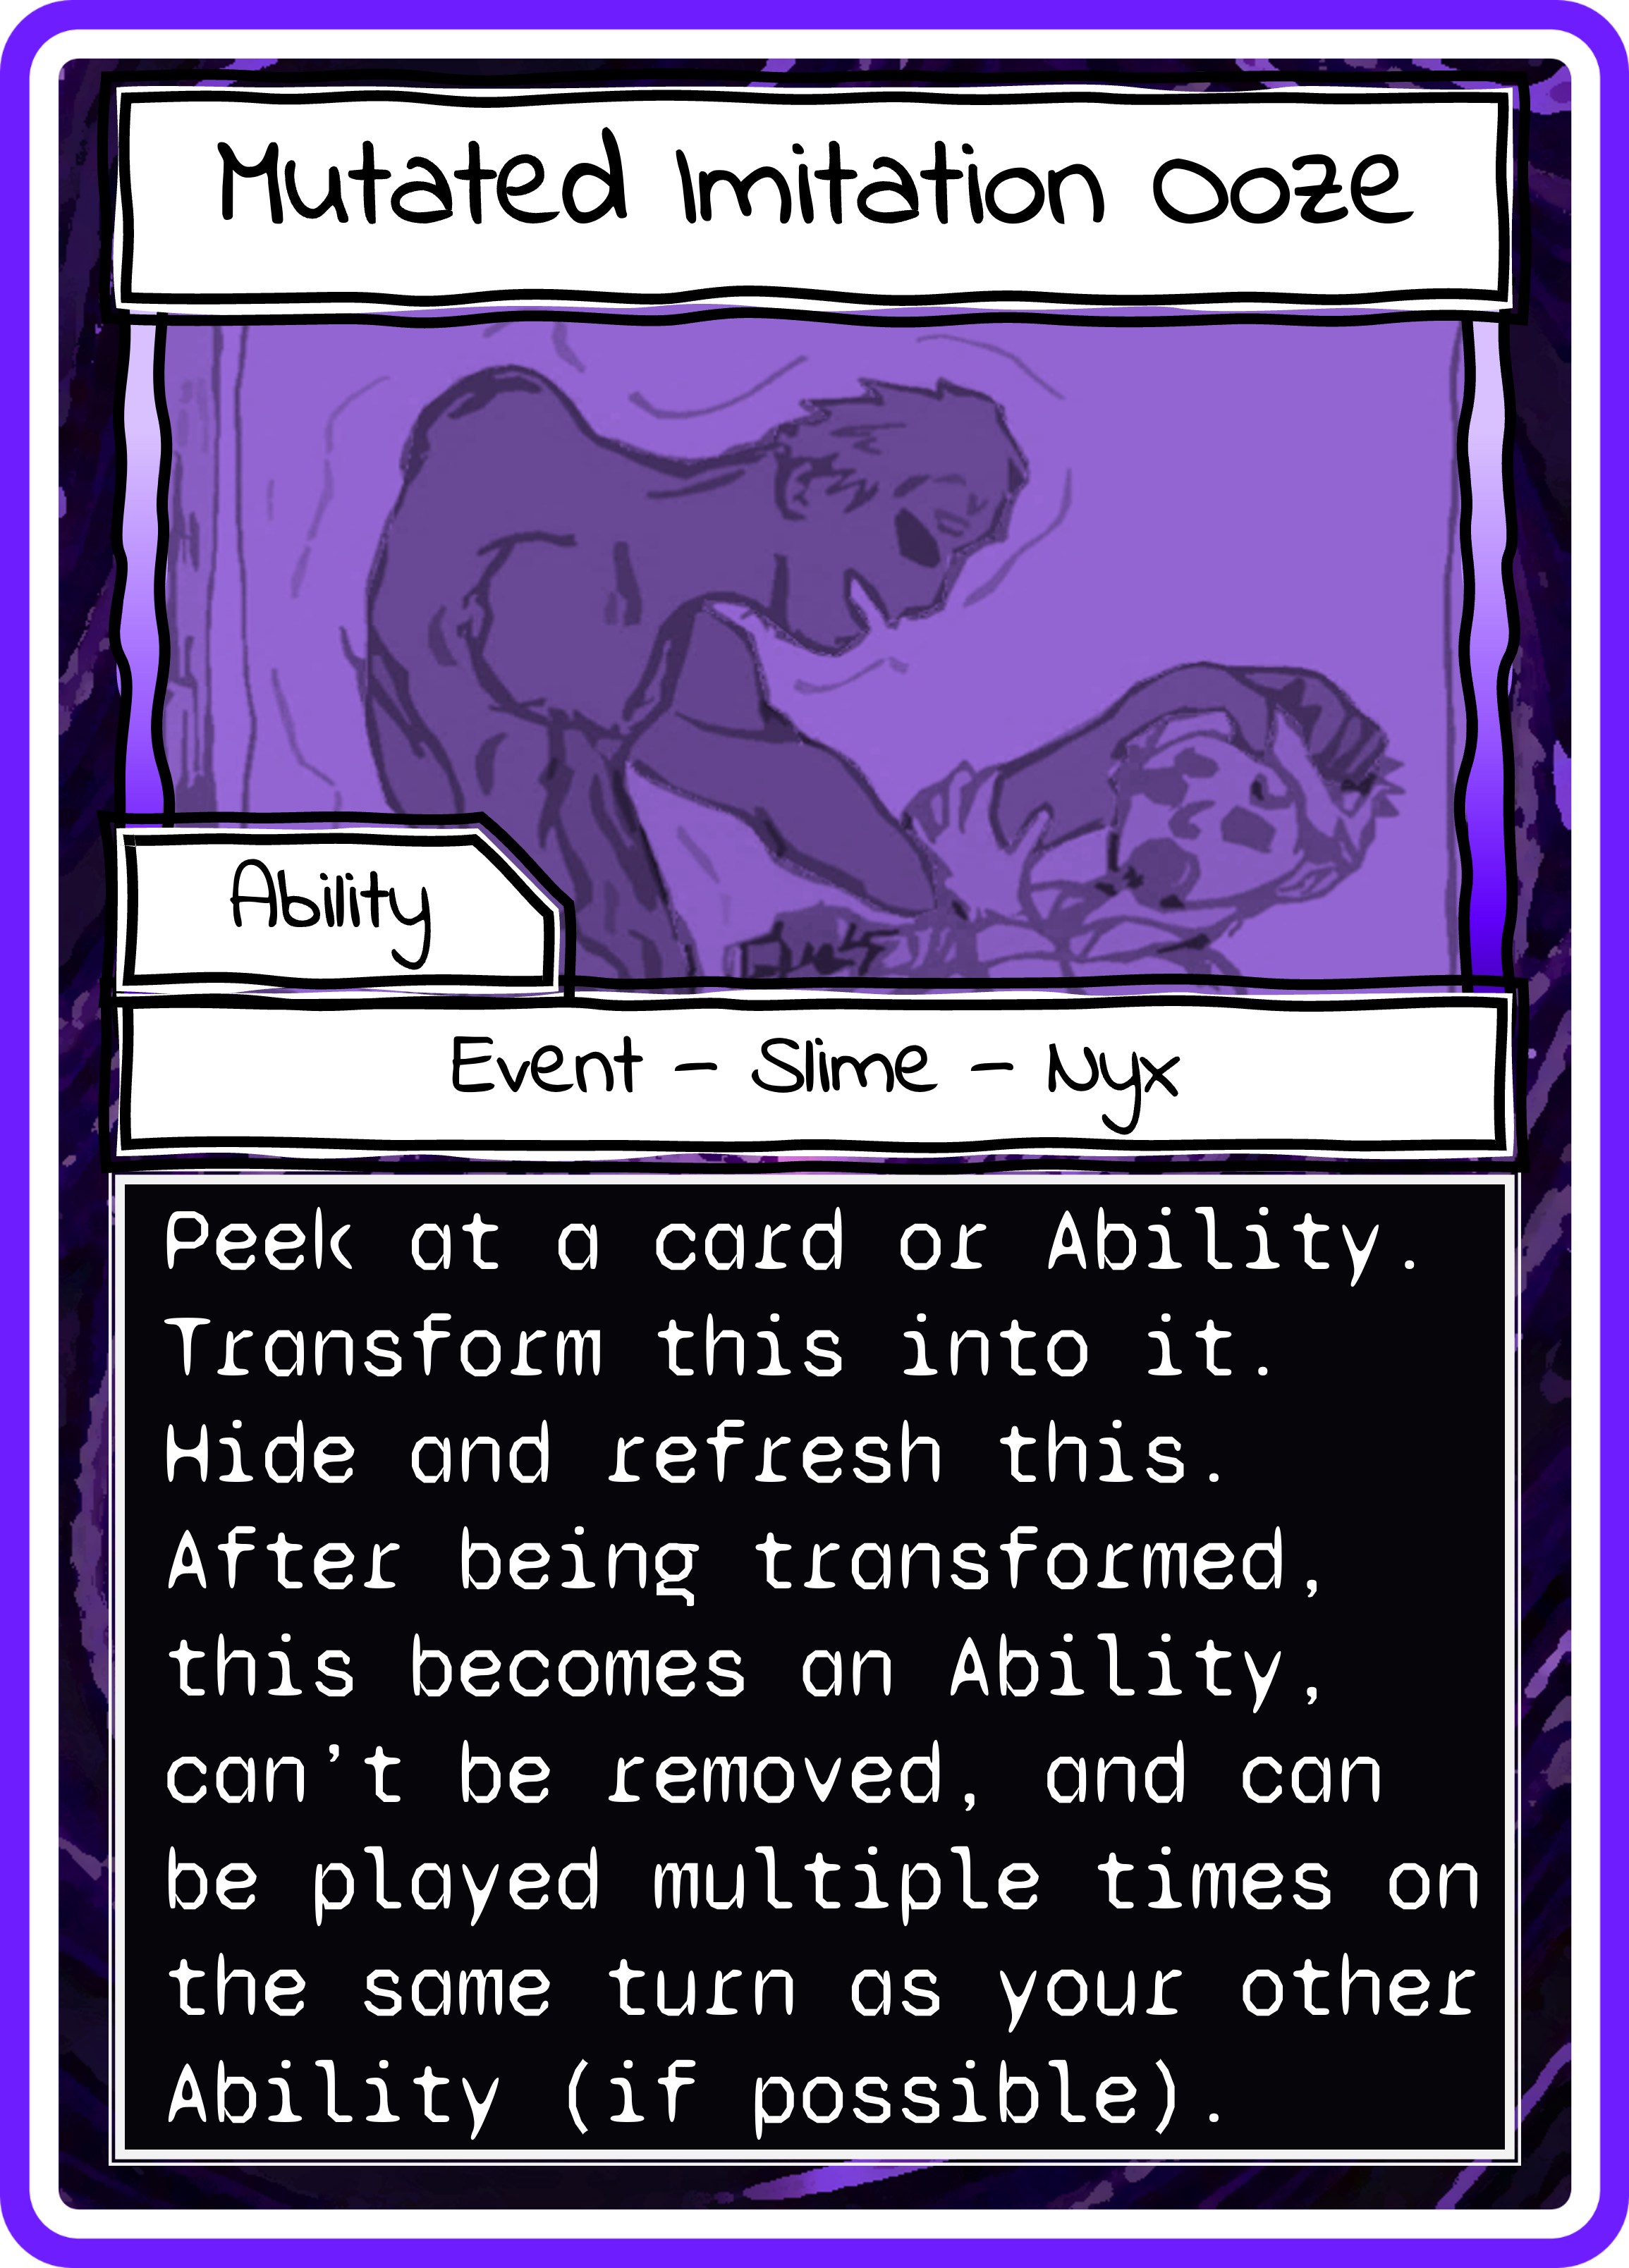 Mutated Imitation Ooze
Ability
Event - Slime - Nyx
Peek at a card or Ability.
Transform this into it.
Hide and refresh this.
After being transformed,
this becomes an Ability,
can't be removed, and can
be played multiple times on
the same turn as your other
Ability (if possible).